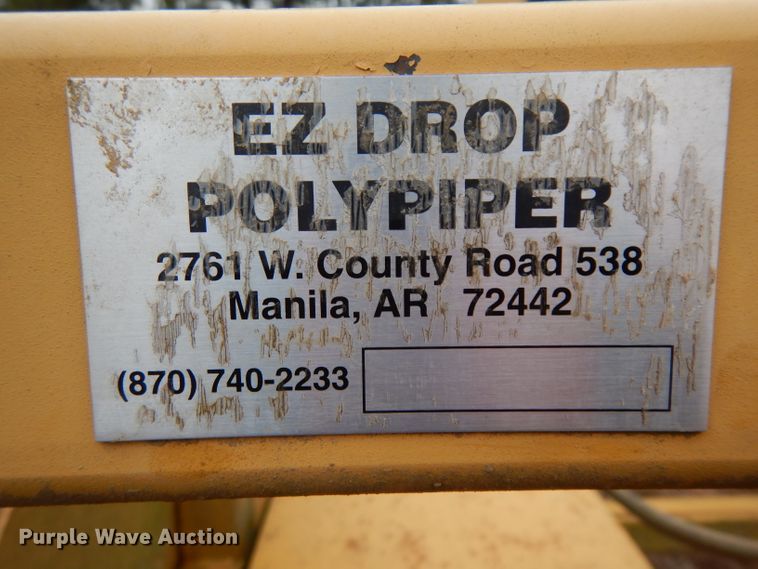 EZ DROP
POLYPIPER
2761 W. County Road 538
Manila, AR 72442
(870) 740-2233
Purple Wave Auction